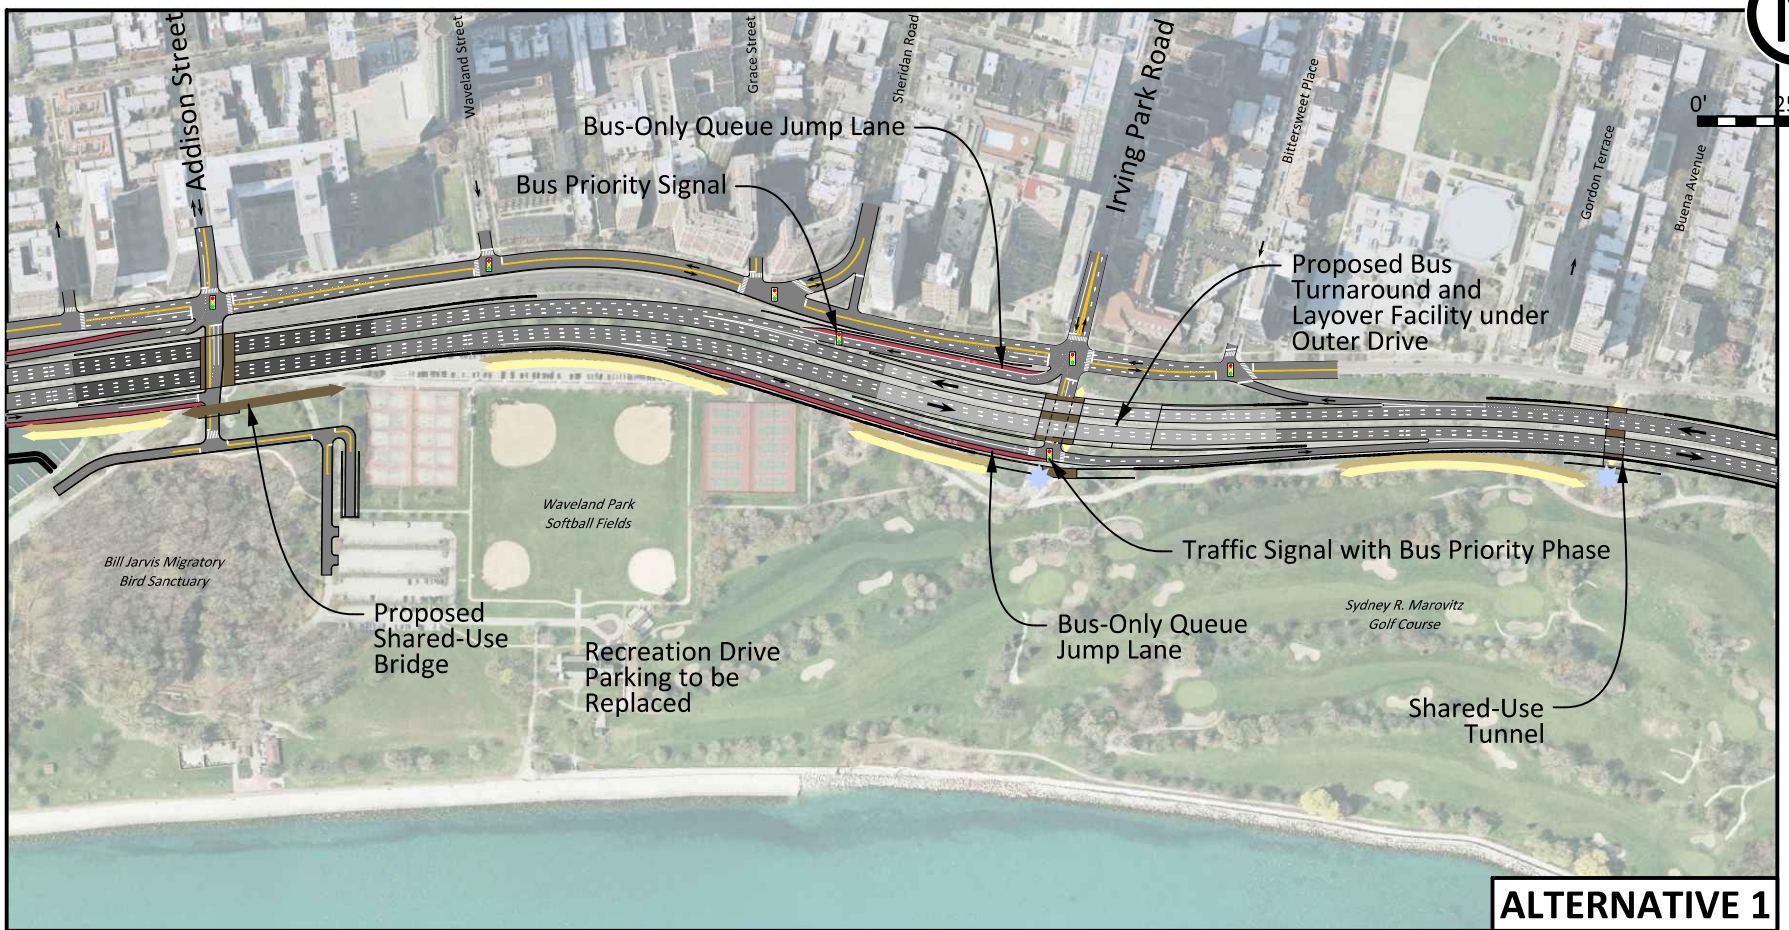 Addison Street
Waveland Street
Grace Street
Sheridan Road
Irving Park Road
Bittersweet Place
Gordon Terrace
Buena Avenue
0'
Bus-Only Queue Jump Lane
Bus Priority Signal
Proposed Bus
Turnaround and
Layover Facility under
Outer Drive
Waveland Park
Softball Fields
Bill Jarvis Migratory
Bird Sanctuary
Traffic Signal with Bus Priority Phase
Proposed
Shared-Use
Bridge
Recreation Drive
Parking to be
Replaced
Bus-Only Queue
Jump Lane
Sydney R. Marovitz
Golf Course
Shared-Use
Tunnel
ALTERNATIVE 1